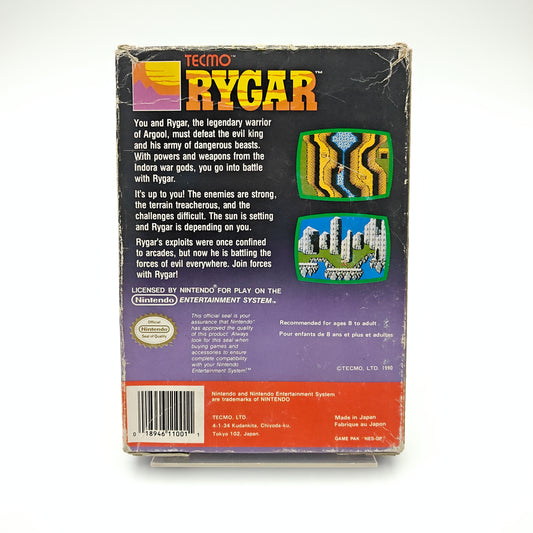 TECMO™
RYGAR™
You and Rygar, the legendary warrior
of Argool, must defeat the evil king
and his army of dangerous beasts.
With powers and weapons from the
Indora war gods, you go into battle
with Rygar.
It's up to you! The enemies are strong,
the terrain treacherous, and the
challenges difficult. The sun is setting
and Rygar is depending on you.
Rygar's exploits were once confined
to arcades, but now he is battling the
forces of evil everywhere. Join forces
with Rygar!
LICENSED BY NINTENDO® FOR PLAY ON THE
Nintendo ENTERTAINMENT SYSTEM™
Official
Nintendo
Seal of Quality
This official seal is your
assurance that Nintendo®
has approved the quality
of this product. Always
look for this seal when
buying games and
accessories to ensure
complete compatibility
with your Nintendo
Entertainment System.™
Recommended for ages 8 to adult
Pour enfants de 8 ans et plus et adultes
©TECMO, LTD. 1990
Nintendo and Nintendo Entertainment System
are trademarks of NINTENDO
TECMO, LTD.
4-1-34 Kudankita, Chiyoda-ku,
Tokyo 102, Japan.
Made in Japan
Fabrique au Japon
GAME PAK (NES-GP)
0 18946 11001 1